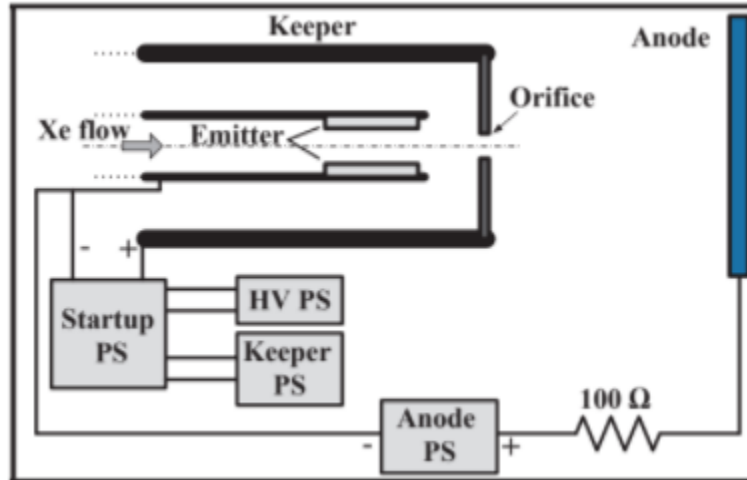 Keeper
Anode
Orifice
Xe flow
Emitter
- +
Startup
PS
HV PS
Keeper
PS
100 Ω
- Anode +
PS